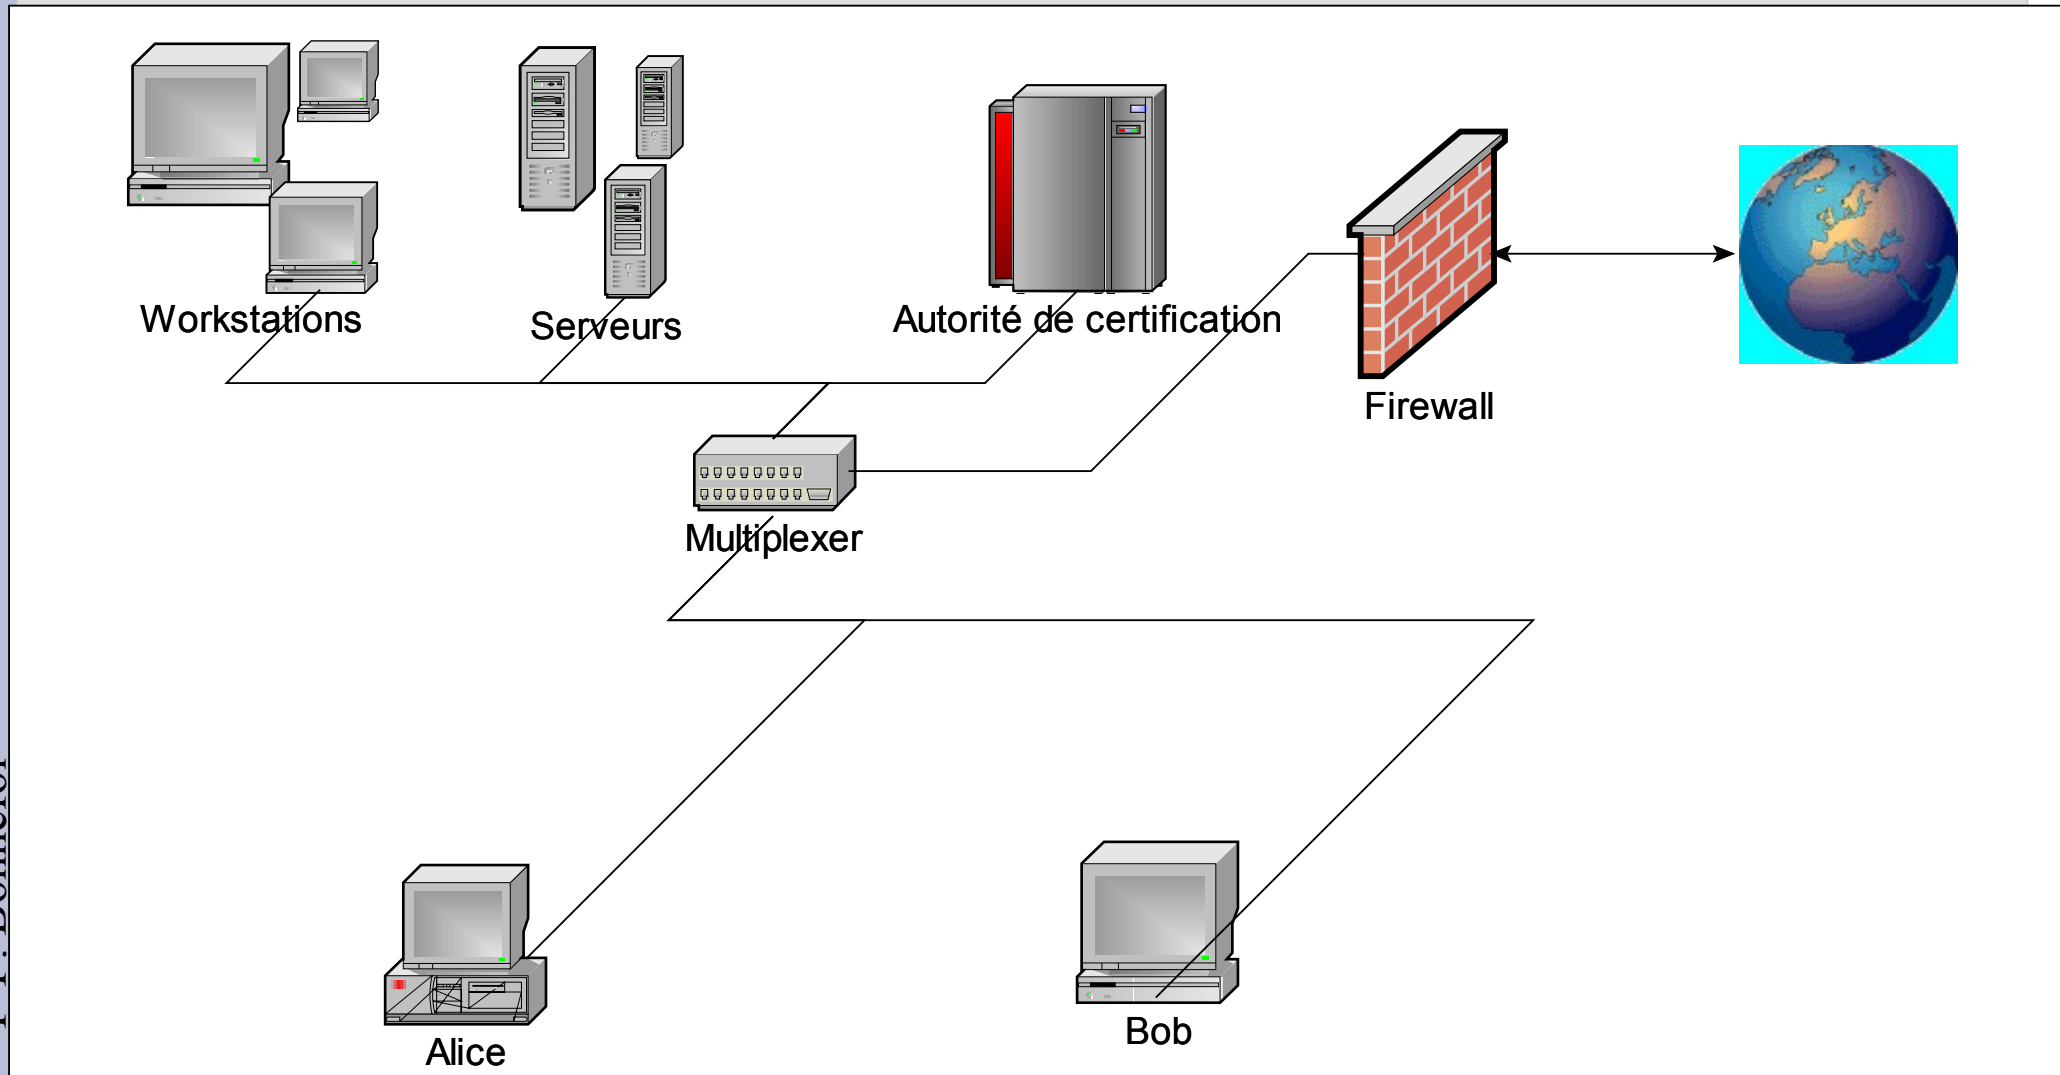 Workstations
Serveurs
Autorité de certification
Firewall
Multiplexer
Alice
Bob